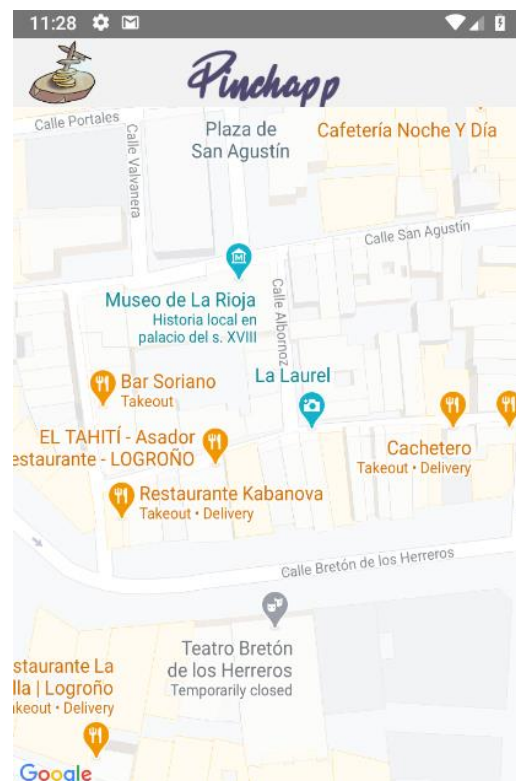 11:28
Pinchapp
Calle Portales
Calle Valvanera
Plaza de
San Agustín
Cafetería Noche Y Día
Calle San Agustín
Museo de La Rioja
Historia local en
palacio del s. XVIII
Calle Albornoz
La Laurel
Bar Soriano
Takeout
EL TAHITÍ - Asador
estaurante - LOGROÑO
Cachetero
Takeout • Delivery
Restaurante Kabanova
Takeout • Delivery
Calle Bretón de los Herreros
Teatro Bretón
de los Herreros
Temporarily closed
staurante La
lla | Logroño
keout • Delivery
Google